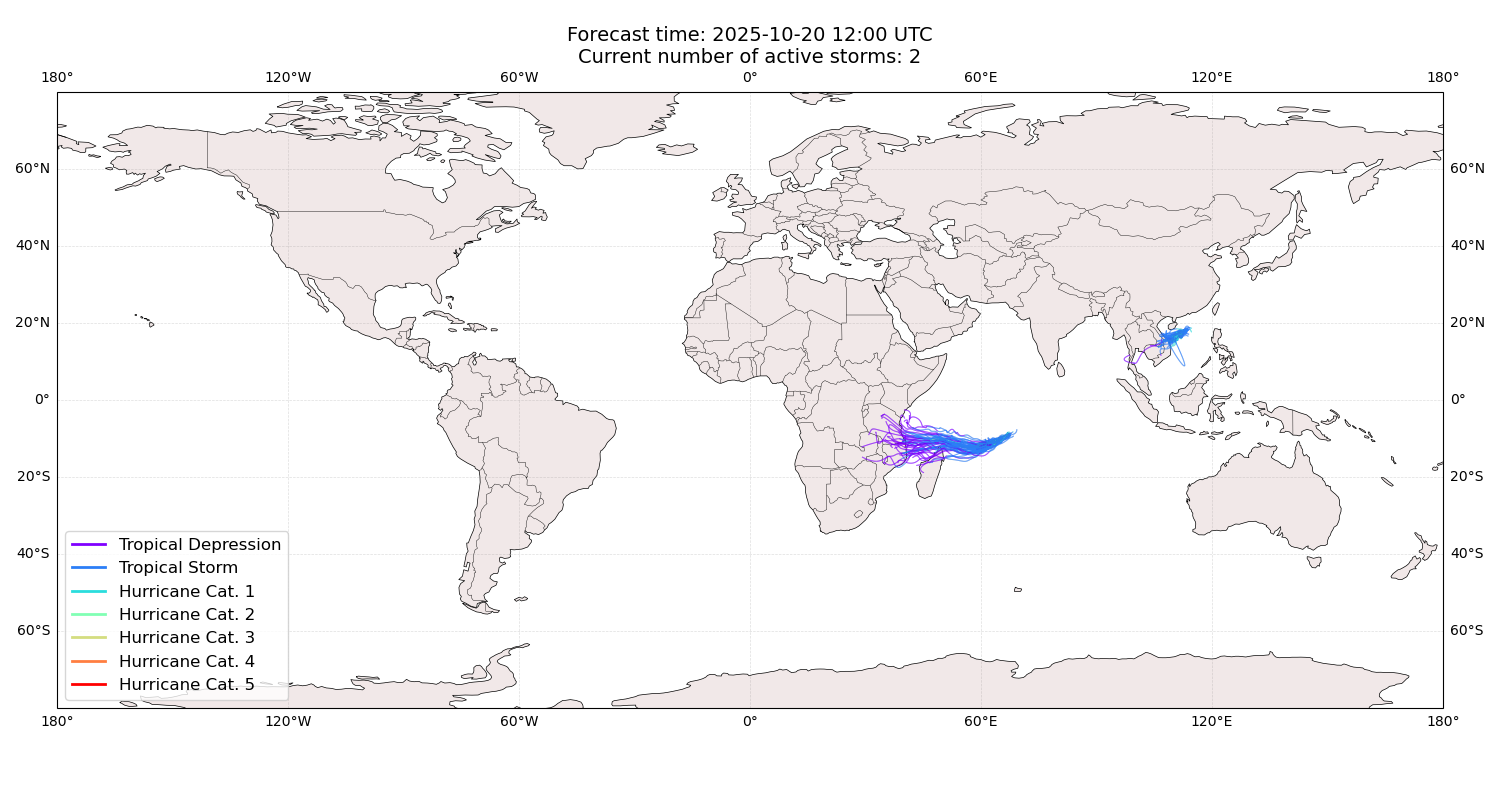 Forecast time: 2025-10-20 12:00 UTC
Current number of active storms: 2
180° 120°W 60°W 0° 60°E 120°E 180°
60°N 60°N
40°N 40°N
20°N 20°N
0° 0°
20°S 20°S
40°S 40°S
60°S 60°S
Tropical Depression
Tropical Storm
Hurricane Cat. 1
Hurricane Cat. 2
Hurricane Cat. 3
Hurricane Cat. 4
Hurricane Cat. 5
180° 120°W 60°W 0° 60°E 120°E 180°